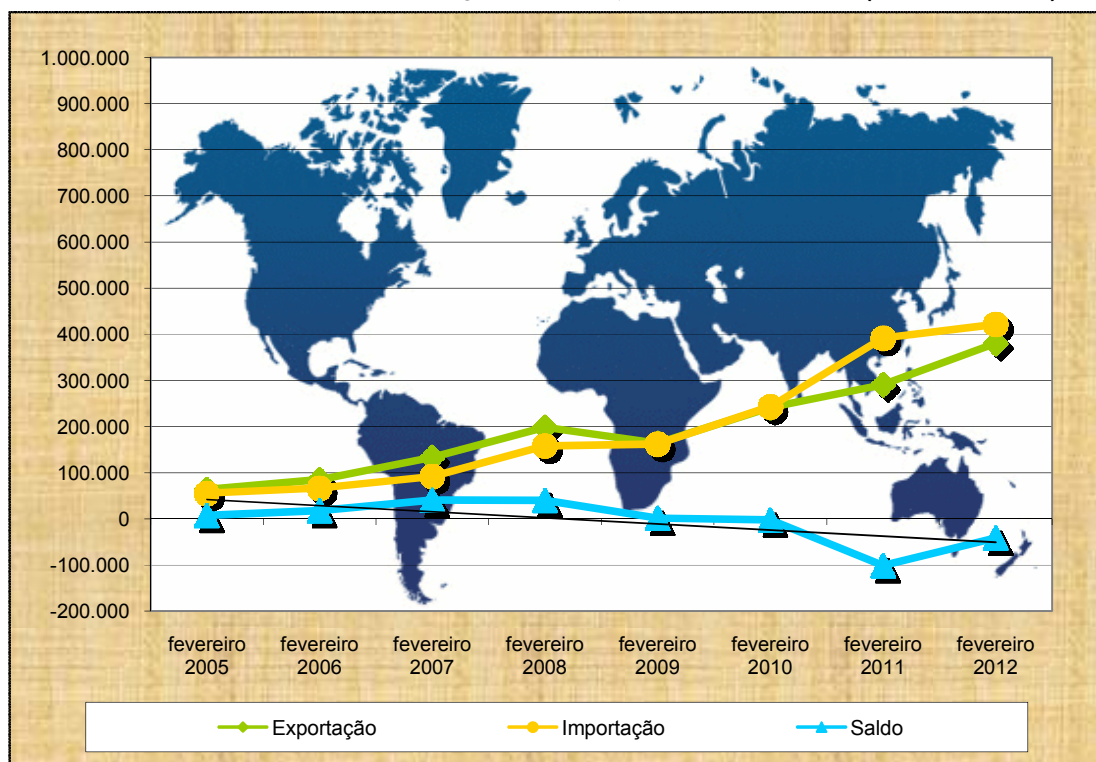 1.000.000
900.000
800.000
700.000
600.000
500.000
400.000
300.000
200.000
100.000
0
-100.000
-200.000
fevereiro 2005
fevereiro 2006
fevereiro 2007
fevereiro 2008
fevereiro 2009
fevereiro 2010
fevereiro 2011
fevereiro 2012
Exportação
Importação
Saldo